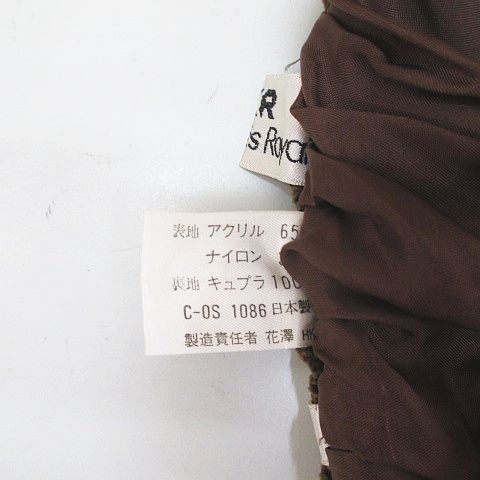 R
s Royal
表地 アクリル 65
ナイロン
裏地 キュプラ 100
C-OS 1086 日本製
製造責任者 花澤 HK